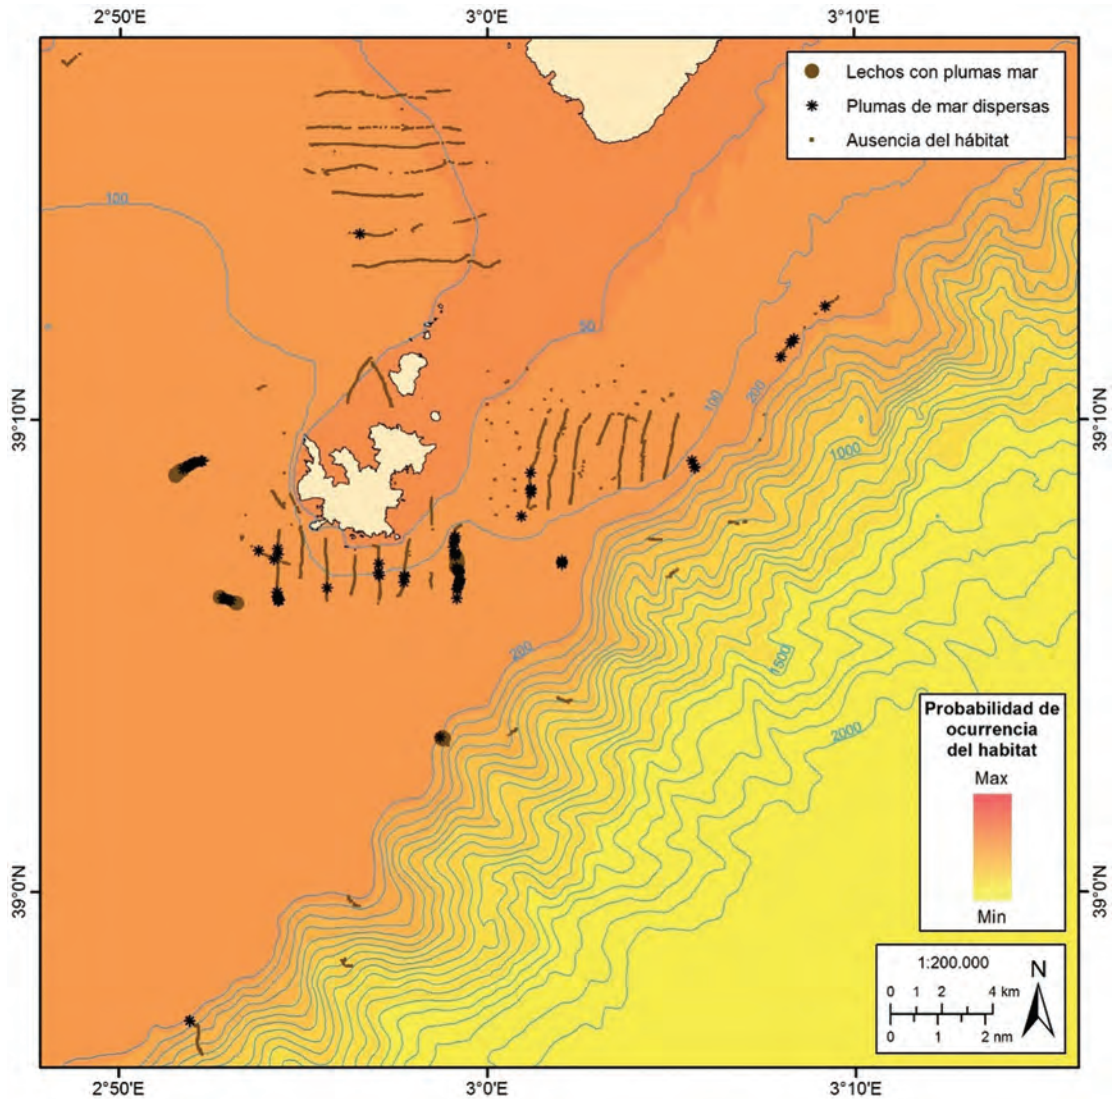 2°50'E 3°0'E 3°10'E
Lechos con plumas mar
Plumas de mar dispersas
Ausencia del hábitat
100
50
39°10'N 39°10'N
100
200
1000
200
1500
2000
Probabilidad de
ocurrencia
del habitat
Max
Min
39°0'N 39°0'N
1:200.000
N
0 1 2 4 km
0 1 2 nm
2°50'E 3°0'E 3°10'E